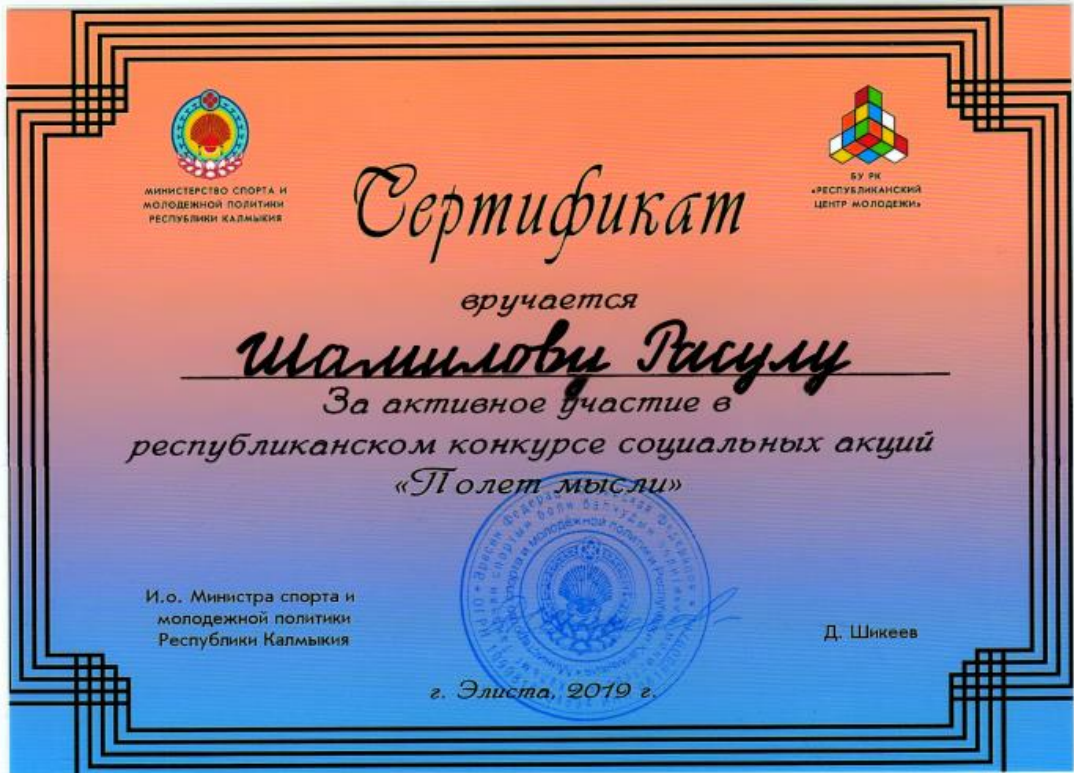 МИНИСТЕРСТВО СПОРТА И
МОЛОДЕЖНОЙ ПОЛИТИКИ
РЕСПУБЛИКИ КАЛМЫКИЯ
БУ РК
«РЕСПУБЛИКАНСКИЙ
ЦЕНТР МОЛОДЕЖИ»
Сертификат
вручается
Шамилову Расулу
За активное участие в
республиканском конкурсе социальных акций
«Полет мысли»
И.о. Министра спорта и
молодежной политики
Республики Калмыкия
Д. Шикеев
г. Элиста, 2019 г.